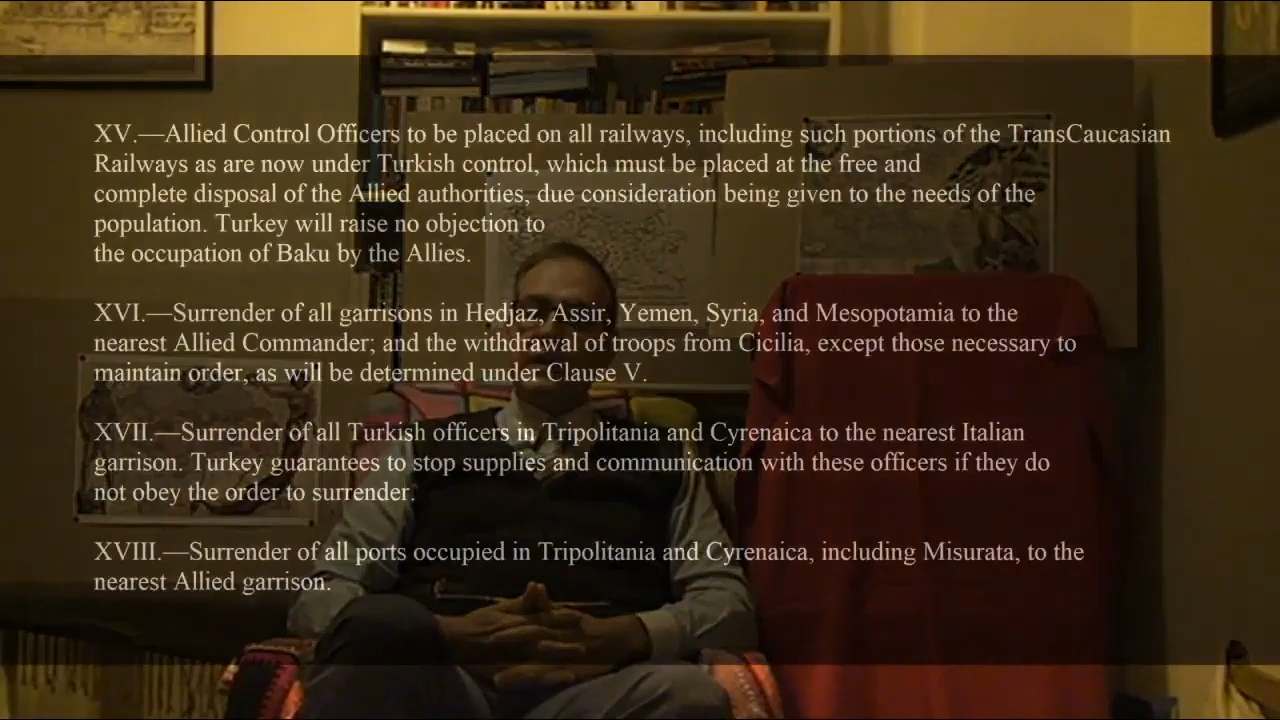 XV.—Allied Control Officers to be placed on all railways, including such portions of the TransCaucasian
Railways as are now under Turkish control, which must be placed at the free and
complete disposal of the Allied authorities, due consideration being given to the needs of the
population. Turkey will raise no objection to
the occupation of Baku by the Allies.
XVI.—Surrender of all garrisons in Hedjaz, Assir, Yemen, Syria, and Mesopotamia to the
nearest Allied Commander; and the withdrawal of troops from Cicilia, except those necessary to
maintain order, as will be determined under Clause V.
XVII.—Surrender of all Turkish officers in Tripolitania and Cyrenaica to the nearest Italian
garrison. Turkey guarantees to stop supplies and communication with these officers if they do
not obey the order to surrender.
XVIII.—Surrender of all ports occupied in Tripolitania and Cyrenaica, including Misurata, to the
nearest Allied garrison.